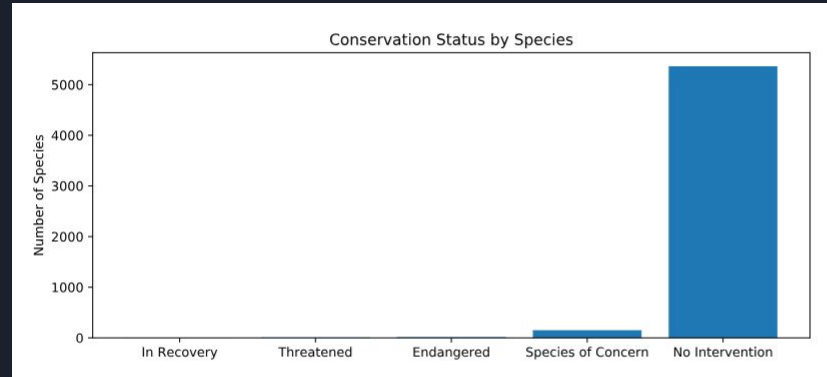 Conservation Status by Species
Number of Species
5000
4000
3000
2000
1000
0
In Recovery Threatened Endangered Species of Concern No Intervention